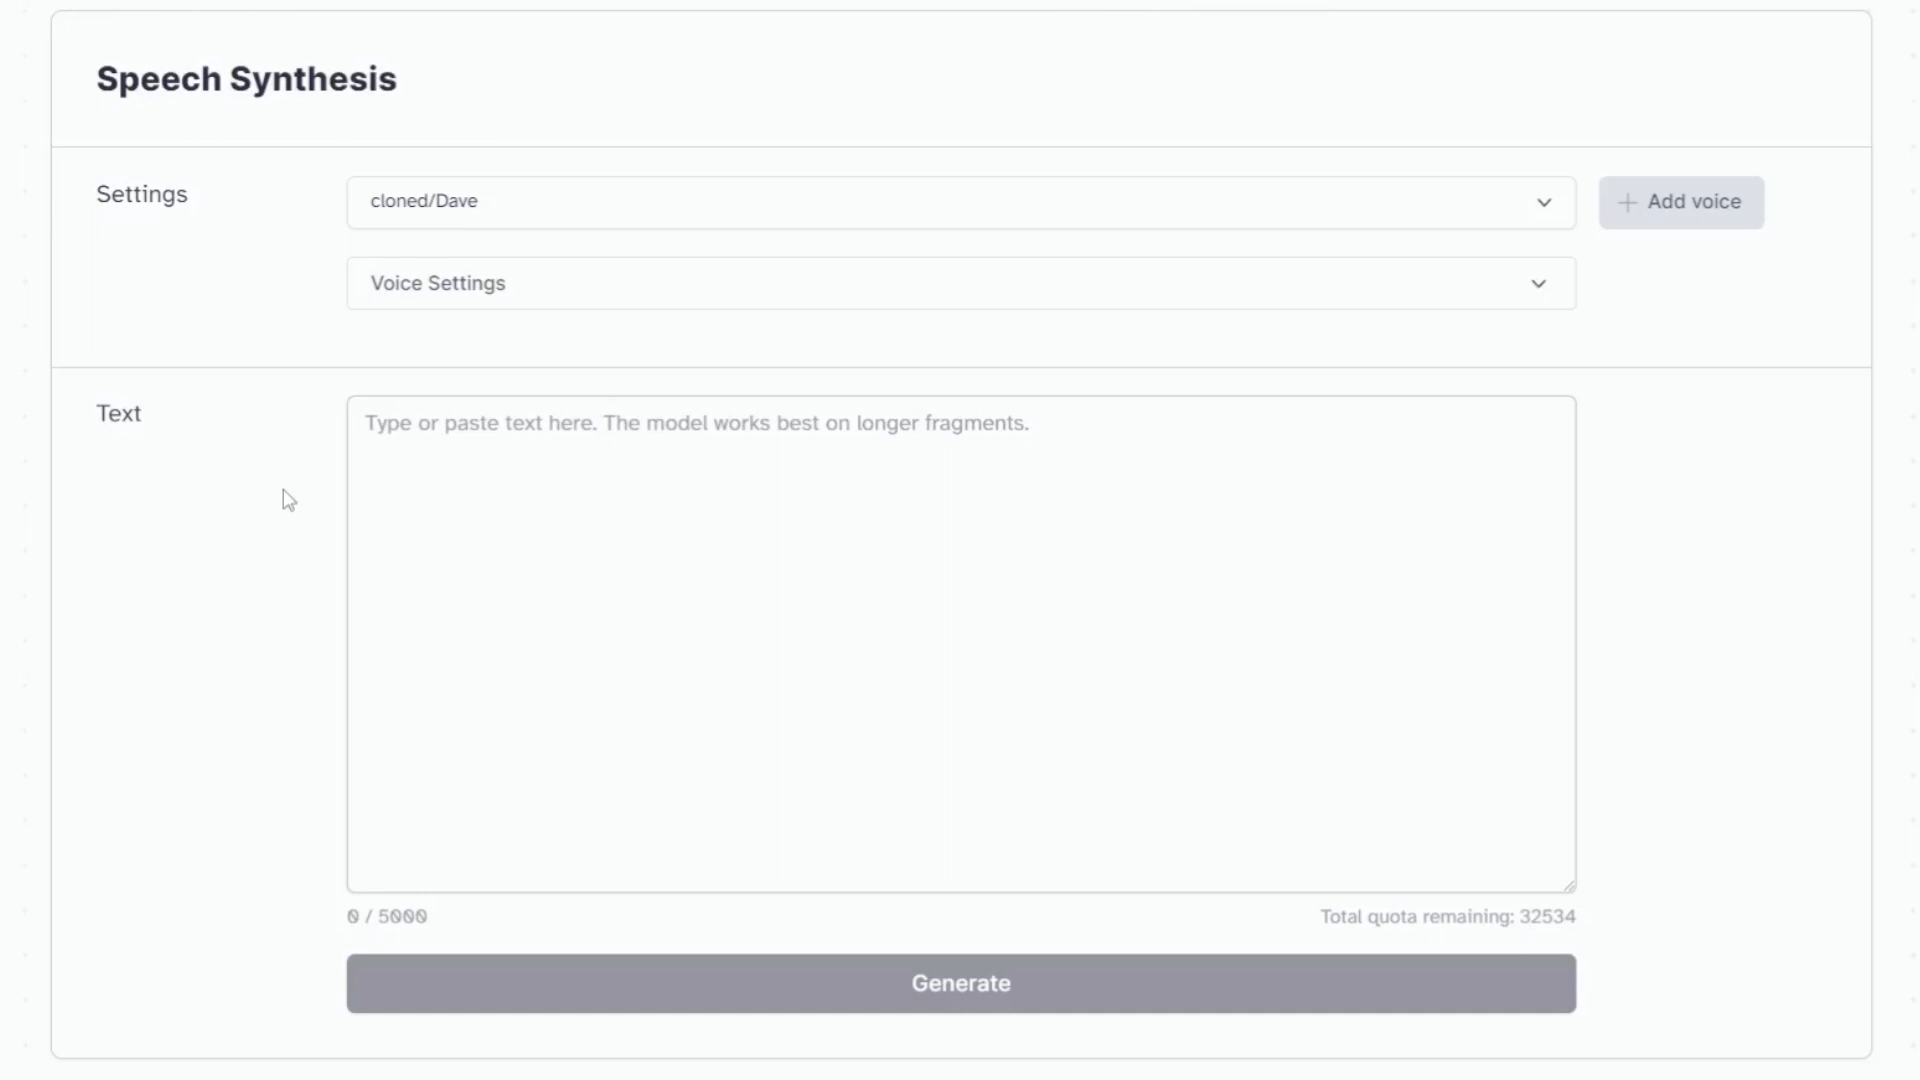 Speech Synthesis
Settings
cloned/Dave
Add voice
Voice Settings
Text
Type or paste text here. The model works best on longer fragments.
0 / 5000
Total quota remaining: 32534
Generate